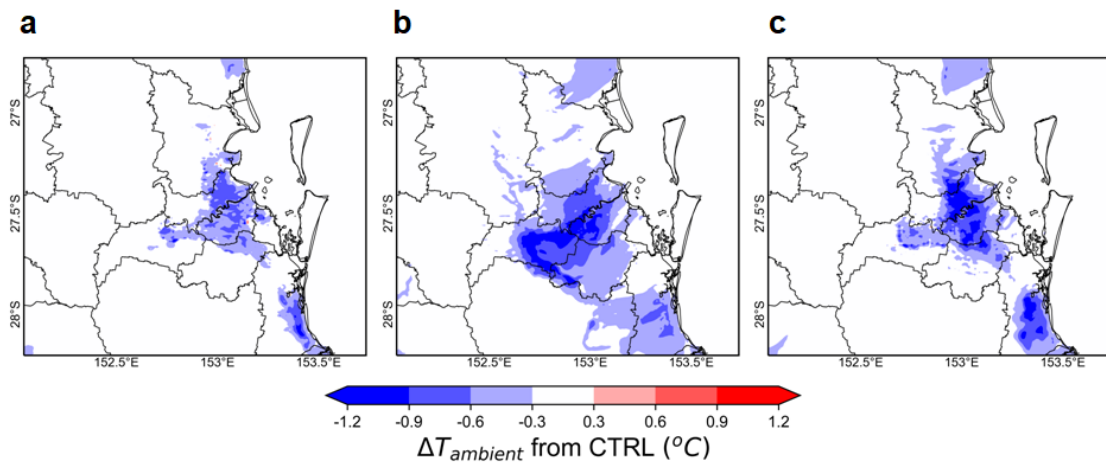 a b c
27°S 27°S 27°S
27.5°S 27.5°S 27.5°S
28°S 28°S 28°S
152.5°E 153°E 153.5°E 152.5°E 153°E 153.5°E 152.5°E 153°E 153.5°E
-1.2 -0.9 -0.6 -0.3 0.3 0.6 0.9 1.2
ΔT_ambient from CTRL (°C)